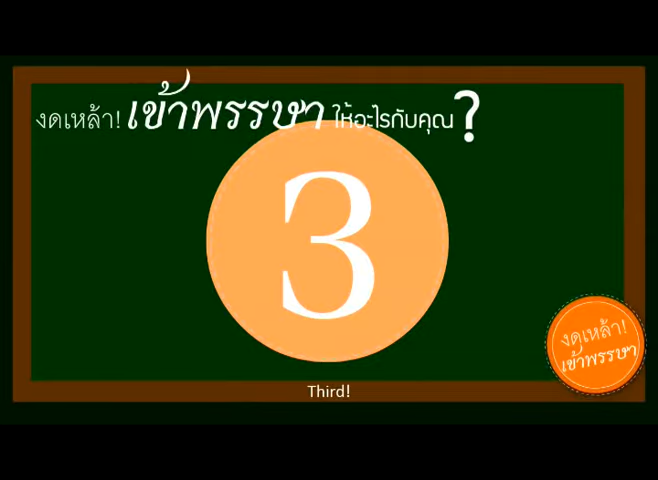 งดเหล้า! เข้าพรรษา ให้อะไรกับคุณ?
3
งดเหล้า!
เข้าพรรษา
Third!